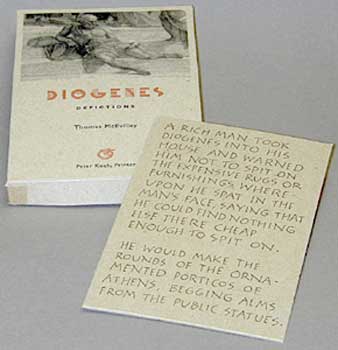 DIOGENES
DEFICTIONS
Thomas McEvilley
Peter Koch, Printer
A RICH MAN TOOK
DIOGENES INTO HIS
HOUSE AND WARNED
HIM NOT TO SPIT ON
THE EXPENSIVE RUGS OR
FURNISHINGS, WHERE-
UPON HE SPAT IN THE
MAN'S FACE, SAYING THAT
HE COULD FIND NOTHING
ELSE THERE CHEAP
ENOUGH TO SPIT ON.
HE WOULD MAKE THE
ROUNDS OF THE ORNA-
MENTED PORTICOS OF
ATHENS, BEGGING ALMS
FROM THE PUBLIC STATUES.